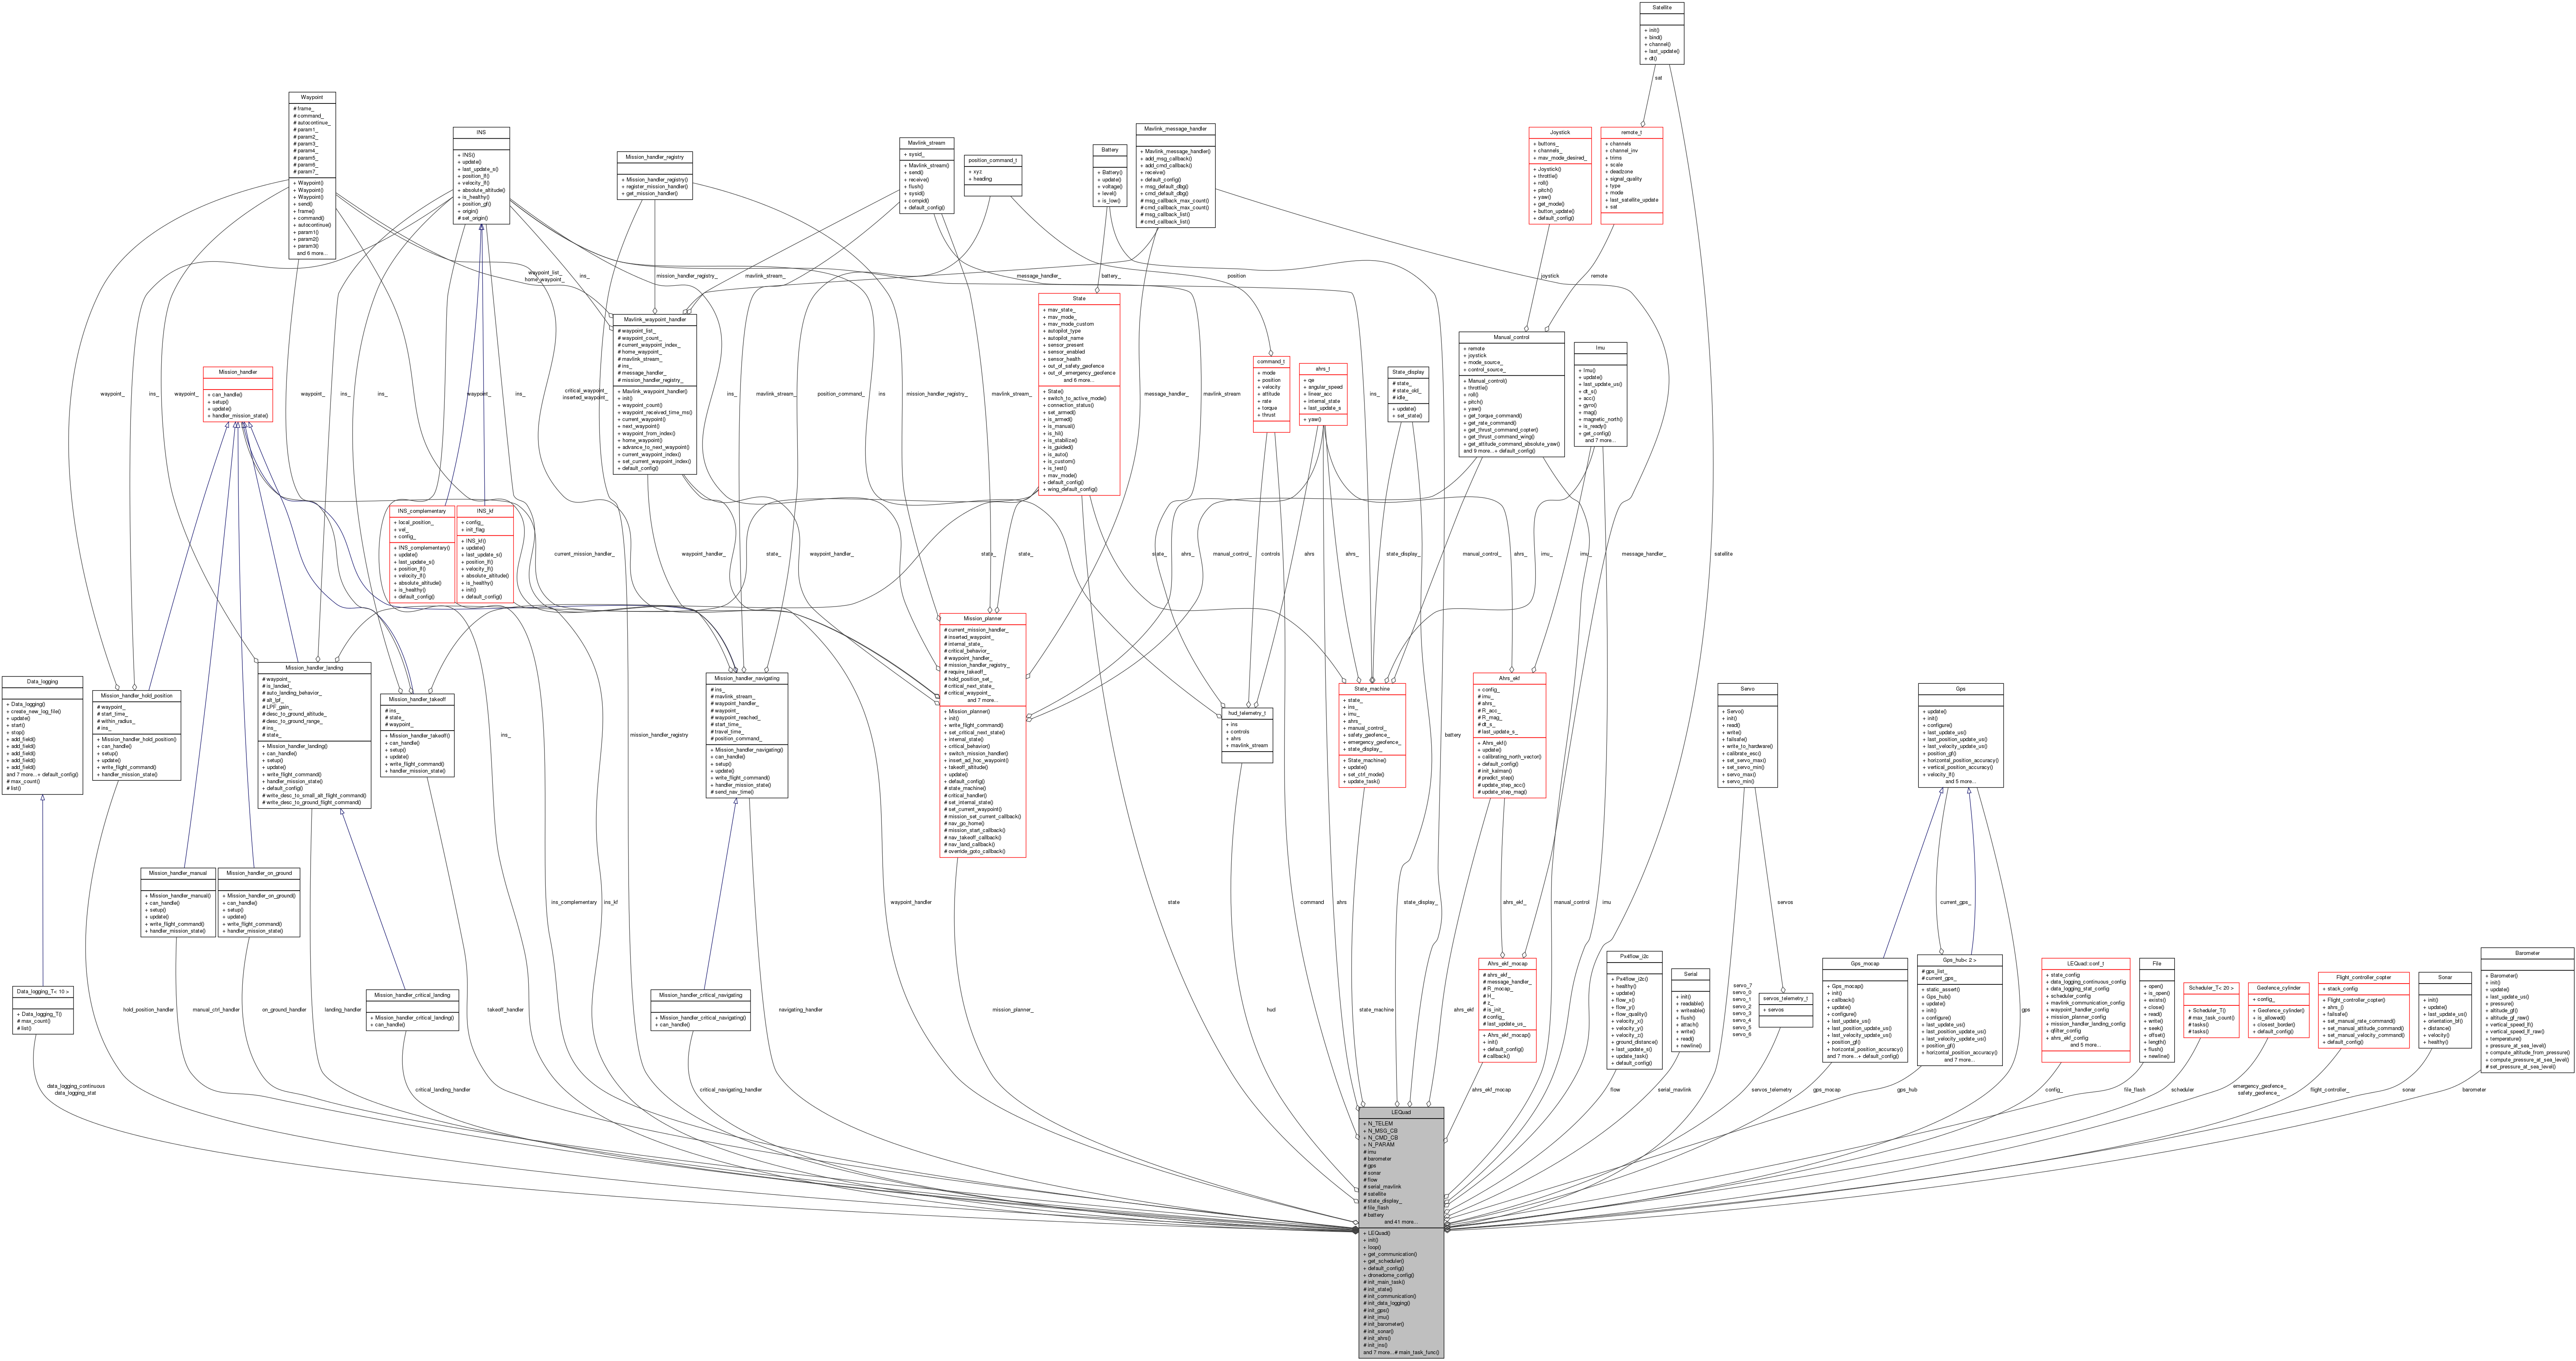 Satellite
+ init()
+ bind()
+ channel()
+ last_update()
+ dt()
sat
Waypoint
# frame_
# command_
# autocontinue_
# param1_
# param2_
# param3_
# param4_
# param5_
# param6_
# param7_
+ Waypoint()
+ Waypoint()
+ Waypoint()
+ send()
+ frame()
+ command()
+ autocontinue()
+ param1()
+ param2()
+ param3()
and 6 more...
INS
+ INS()
+ update()
+ last_update_s()
+ position_lf()
+ velocity_lf()
+ absolute_altitude()
+ is_healthy()
+ position_gf()
+ origin()
# set_origin()
Mission_handler_registry
+ Mission_handler_registry()
+ register_mission_handler()
+ get_mission_handler()
Mavlink_stream
+ sysid_
+ Mavlink_stream()
+ send()
+ receive()
+ flush()
+ sysid()
+ compid()
+ default_config()
position_command_t
+ xyz
+ heading
Battery
+ Battery()
+ update()
+ voltage()
+ level()
+ is_low()
Mavlink_message_handler
+ Mavlink_message_handler()
+ add_msg_callback()
+ add_cmd_callback()
+ receive()
+ default_config()
+ msg_default_dbg()
+ cmd_default_dbg()
# msg_callback_max_count()
# cmd_callback_max_count()
# msg_callback_list()
# cmd_callback_list()
Joystick
+ buttons_
+ channels_
+ mav_mode_desired_
+ Joystick()
+ throttle()
+ roll()
+ pitch()
+ yaw()
+ get_mode()
+ button_update()
+ default_config()
remote_t
+ channels
+ channel_inv
+ trims
+ scale
+ deadzone
+ signal_quality
+ type
+ mode
+ last_satellite_update
+ sat
waypoint_list_
home_waypoint_
ins_
mission_handler_registry_
mavlink_stream_
message_handler_
battery_
position
joystick
remote
Mavlink_waypoint_handler
# waypoint_list_
# waypoint_count_
# current_waypoint_index_
# home_waypoint_
# mavlink_stream_
# ins_
# message_handler_
# mission_handler_registry_
+ Mavlink_waypoint_handler()
+ init()
+ waypoint_count()
+ waypoint_received_time_ms()
+ current_waypoint()
+ next_waypoint()
+ waypoint_from_index()
+ home_waypoint()
+ advance_to_next_waypoint()
+ current_waypoint_index()
+ set_current_waypoint_index()
+ default_config()
State
+ mav_state_
+ mav_mode_
+ mav_mode_custom
+ autopilot_type
+ autopilot_name
+ sensor_present
+ sensor_enabled
+ sensor_health
+ out_of_safety_geofence
+ out_of_emergency_geofence
and 6 more...
+ State()
+ switch_to_active_mode()
+ connection_status()
+ set_armed()
+ is_armed()
+ is_manual()
+ is_hil()
+ is_stabilize()
+ is_guided()
+ is_auto()
+ is_custom()
+ is_test()
+ mav_mode()
+ default_config()
+ wing_default_config()
Mission_handler
+ can_handle()
+ setup()
+ update()
+ handler_mission_state()
command_t
+ mode
+ position
+ velocity
+ attitude
+ rate
+ torque
+ thrust
ahrs_t
+ qe
+ angular_speed
+ linear_acc
+ internal_state
+ last_update_s
+ yaw()
State_display
# state_
# state_old_
# idle_
+ update()
+ set_state()
Manual_control
+ remote
+ joystick
+ mode_source_
+ control_source_
+ Manual_control()
+ throttle()
+ roll()
+ pitch()
+ yaw()
+ get_torque_command()
+ get_rate_command()
+ get_thrust_command_copter()
+ get_thrust_command_wing()
+ get_attitude_command_absolute_yaw()
and 9 more...+ default_config()
Imu
+ Imu()
+ update()
+ last_update_us()
+ dt_s()
+ acc()
+ gyro()
+ mag()
+ magnetic_north()
+ is_ready()
+ get_config()
and 7 more...
waypoint_
ins_
waypoint_
waypoint_
ins_
ins_
waypoint_
ins_
critical_waypoint_
inserted_waypoint_
ins_
mavlink_stream_
position_command_
ins
mission_handler_registry_
mavlink_stream_
message_handler_
mavlink_stream
ins_
INS_complementary
+ local_position_
+ vel_
+ config_
+ INS_complementary()
+ update()
+ last_update_s()
+ position_lf()
+ velocity_lf()
+ absolute_altitude()
+ is_healthy()
+ default_config()
INS_kf
+ config_
+ init_flag
+ INS_kf()
+ update()
+ last_update_s()
+ position_lf()
+ velocity_lf()
+ absolute_altitude()
+ is_healthy()
+ init()
+ default_config()
current_mission_handler_
waypoint_handler_
state_
waypoint_handler_
state_
state_
state_
ahrs_
manual_control_
controls
ahrs
ahrs_
state_display_
manual_control_
ahrs_
imu_
imu_
message_handler_
satellite
Data_logging
+ Data_logging()
+ create_new_log_file()
+ update()
+ start()
+ stop()
+ add_field()
+ add_field()
+ add_field()
+ add_field()
+ add_field()
and 7 more...+ default_config()
# max_count()
# list()
Mission_handler_hold_position
# waypoint_
# start_time_
# within_radius_
# ins_
+ Mission_handler_hold_position()
+ can_handle()
+ setup()
+ update()
+ write_flight_command()
+ handler_mission_state()
Mission_handler_landing
# waypoint_
# is_landed_
# auto_landing_behavior_
# alt_lpf_
# LPF_gain_
# desc_to_ground_altitude_
# desc_to_ground_range_
# ins_
# state_
+ Mission_handler_landing()
+ can_handle()
+ setup()
+ update()
+ write_flight_command()
+ handler_mission_state()
+ default_config()
# write_desc_to_small_alt_flight_command()
# write_desc_to_ground_flight_command()
Mission_handler_takeoff
# ins_
# state_
# waypoint_
+ Mission_handler_takeoff()
+ can_handle()
+ setup()
+ update()
+ write_flight_command()
+ handler_mission_state()
ins_
mission_handler_registry
Mission_handler_navigating
# ins_
# mavlink_stream_
# waypoint_handler_
# waypoint_
# waypoint_reached_
# start_time_
# travel_time_
# position_command_
+ Mission_handler_navigating()
+ can_handle()
+ setup()
+ update()
+ write_flight_command()
+ handler_mission_state()
# send_nav_time()
Mission_planner
# current_mission_handler_
# inserted_waypoint_
# internal_state_
# critical_behavior_
# waypoint_handler_
# mission_handler_registry_
# require_takeoff_
# hold_position_set_
# critical_next_state_
# critical_waypoint_
and 7 more...
+ Mission_planner()
+ init()
+ write_flight_command()
+ set_critical_next_state()
+ internal_state()
+ critical_behavior()
+ switch_mission_handler()
+ insert_ad_hoc_waypoint()
+ takeoff_altitude()
+ update()
+ default_config()
# state_machine()
# critical_handler()
# set_internal_state()
# set_current_waypoint()
# mission_set_current_callback()
# nav_go_home()
# mission_start_callback()
# nav_takeoff_callback()
# nav_land_callback()
# override_goto_callback()
hud_telemetry_t
+ ins
+ controls
+ ahrs
+ mavlink_stream
State_machine
+ state_
+ ins_
+ imu_
+ ahrs_
+ manual_control_
+ safety_geofence_
+ emergency_geofence_
+ state_display_
+ State_machine()
+ update()
+ set_ctrl_mode()
+ update_task()
battery
Ahrs_ekf
+ config_
# imu_
# ahrs_
# R_acc_
# R_mag_
# dt_s_
# last_update_s_
+ Ahrs_ekf()
+ update()
+ calibrating_north_vector()
+ default_config()
# init_kalman()
# predict_step()
# update_step_acc()
# update_step_mag()
Servo
+ Servo()
+ init()
+ read()
+ write()
+ failsafe()
+ write_to_hardware()
+ calibrate_esc()
+ set_servo_max()
+ set_servo_min()
+ servo_max()
+ servo_min()
Gps
+ update()
+ init()
+ configure()
+ last_update_us()
+ last_position_update_us()
+ last_velocity_update_us()
+ position_gf()
+ horizontal_position_accuracy()
+ vertical_position_accuracy()
+ velocity_lf()
and 5 more...
Mission_handler_manual
+ Mission_handler_manual()
+ can_handle()
+ setup()
+ update()
+ write_flight_command()
+ handler_mission_state()
Mission_handler_on_ground
+ Mission_handler_on_ground()
+ can_handle()
+ setup()
+ update()
+ write_flight_command()
+ handler_mission_state()
ins_complementary
ins_kf
waypoint_handler
state
command
ahrs
state_display_
ahrs_ekf_
manual_control
imu
servos
current_gps_
Data_logging_T< 10 >
+ Data_logging_T()
# max_count()
# list()
hold_position_handler
manual_ctrl_handler
on_ground_handler
landing_handler
Mission_handler_critical_landing
+ Mission_handler_critical_landing()
+ can_handle()
takeoff_handler
Mission_handler_critical_navigating
+ Mission_handler_critical_navigating()
+ can_handle()
navigating_handler
mission_planner_
hud
state_machine
ahrs_ekf
Ahrs_ekf_mocap
# ahrs_ekf_
# message_handler_
# R_mocap_
# H_
# z_
# is_init_
# config_
# last_update_us_
+ Ahrs_ekf_mocap()
+ init()
+ default_config()
# callback()
Px4flow_i2c
+ Px4flow_i2c()
+ healthy()
+ update()
+ flow_x()
+ flow_y()
+ flow_quality()
+ velocity_x()
+ velocity_y()
+ velocity_z()
+ ground_distance()
+ last_update_s()
+ update_task()
+ default_config()
Serial
+ init()
+ readable()
+ writeable()
+ flush()
+ attach()
+ write()
+ read()
+ newline()
servo_7
servo_0
servo_1
servo_2
servo_3
servo_4
servo_5
servo_6
servos_telemetry_t
+ servos
Gps_mocap
+ Gps_mocap()
+ init()
+ callback()
+ update()
+ configure()
+ last_update_us()
+ last_position_update_us()
+ last_velocity_update_us()
+ position_gf()
+ horizontal_position_accuracy()
and 7 more...+ default_config()
Gps_hub< 2 >
# gps_list_
# current_gps_
+ static_assert()
+ Gps_hub()
+ update()
+ init()
+ configure()
+ last_update_us()
+ last_position_update_us()
+ last_velocity_update_us()
+ position_gf()
+ horizontal_position_accuracy()
and 7 more...
gps
LEQuad::conf_t
+ state_config
+ data_logging_continuous_config
+ data_logging_stat_config
+ scheduler_config
+ mavlink_communication_config
+ waypoint_handler_config
+ mission_planner_config
+ mission_handler_landing_config
+ qfilter_config
+ ahrs_ekf_config
and 5 more...
File
+ open()
+ is_open()
+ exists()
+ close()
+ read()
+ write()
+ seek()
+ offset()
+ length()
+ flush()
+ newline()
Scheduler_T< 20 >
+ Scheduler_T()
# max_task_count()
# tasks()
# tasks()
Geofence_cylinder
+ config_
+ Geofence_cylinder()
+ is_allowed()
+ closest_border()
+ default_config()
Flight_controller_copter
+ stack_config
+ Flight_controller_copter()
+ ahrs_()
+ failsafe()
+ set_manual_rate_command()
+ set_manual_attitude_command()
+ set_manual_velocity_command()
+ default_config()
Sonar
+ init()
+ update()
+ last_update_us()
+ orientation_bf()
+ distance()
+ velocity()
+ healthy()
Barometer
+ Barometer()
+ init()
+ update()
+ last_update_us()
+ pressure()
+ altitude_gf()
+ altitude_gf_raw()
+ vertical_speed_lf()
+ vertical_speed_lf_raw()
+ temperature()
+ pressure_at_sea_level()
+ compute_altitude_from_pressure()
+ compute_pressure_at_sea_level()
# set_pressure_at_sea_level()
data_logging_continuous
data_logging_stat
critical_landing_handler
critical_navigating_handler
ahrs_ekf_mocap
flow
serial_mavlink
servos_telemetry
gps_mocap
gps_hub
config_
file_flash
scheduler
emergency_geofence_
safety_geofence_
flight_controller_
sonar
barometer
LEQuad
+ N_TELEM
+ N_MSG_CB
+ N_CMD_CB
+ N_PARAM
# imu
# barometer
# gps
# sonar
# flow
# serial_mavlink
# satellite
# state_display_
# file_flash
# battery
and 41 more...
+ LEQuad()
+ init()
+ loop()
+ get_communication()
+ get_scheduler()
+ default_config()
+ dronedome_config()
# init_main_task()
# init_state()
# init_communication()
# init_data_logging()
# init_gps()
# init_imu()
# init_barometer()
# init_sonar()
# init_ahrs()
# init_ins()
and 7 more...# main_task_func()